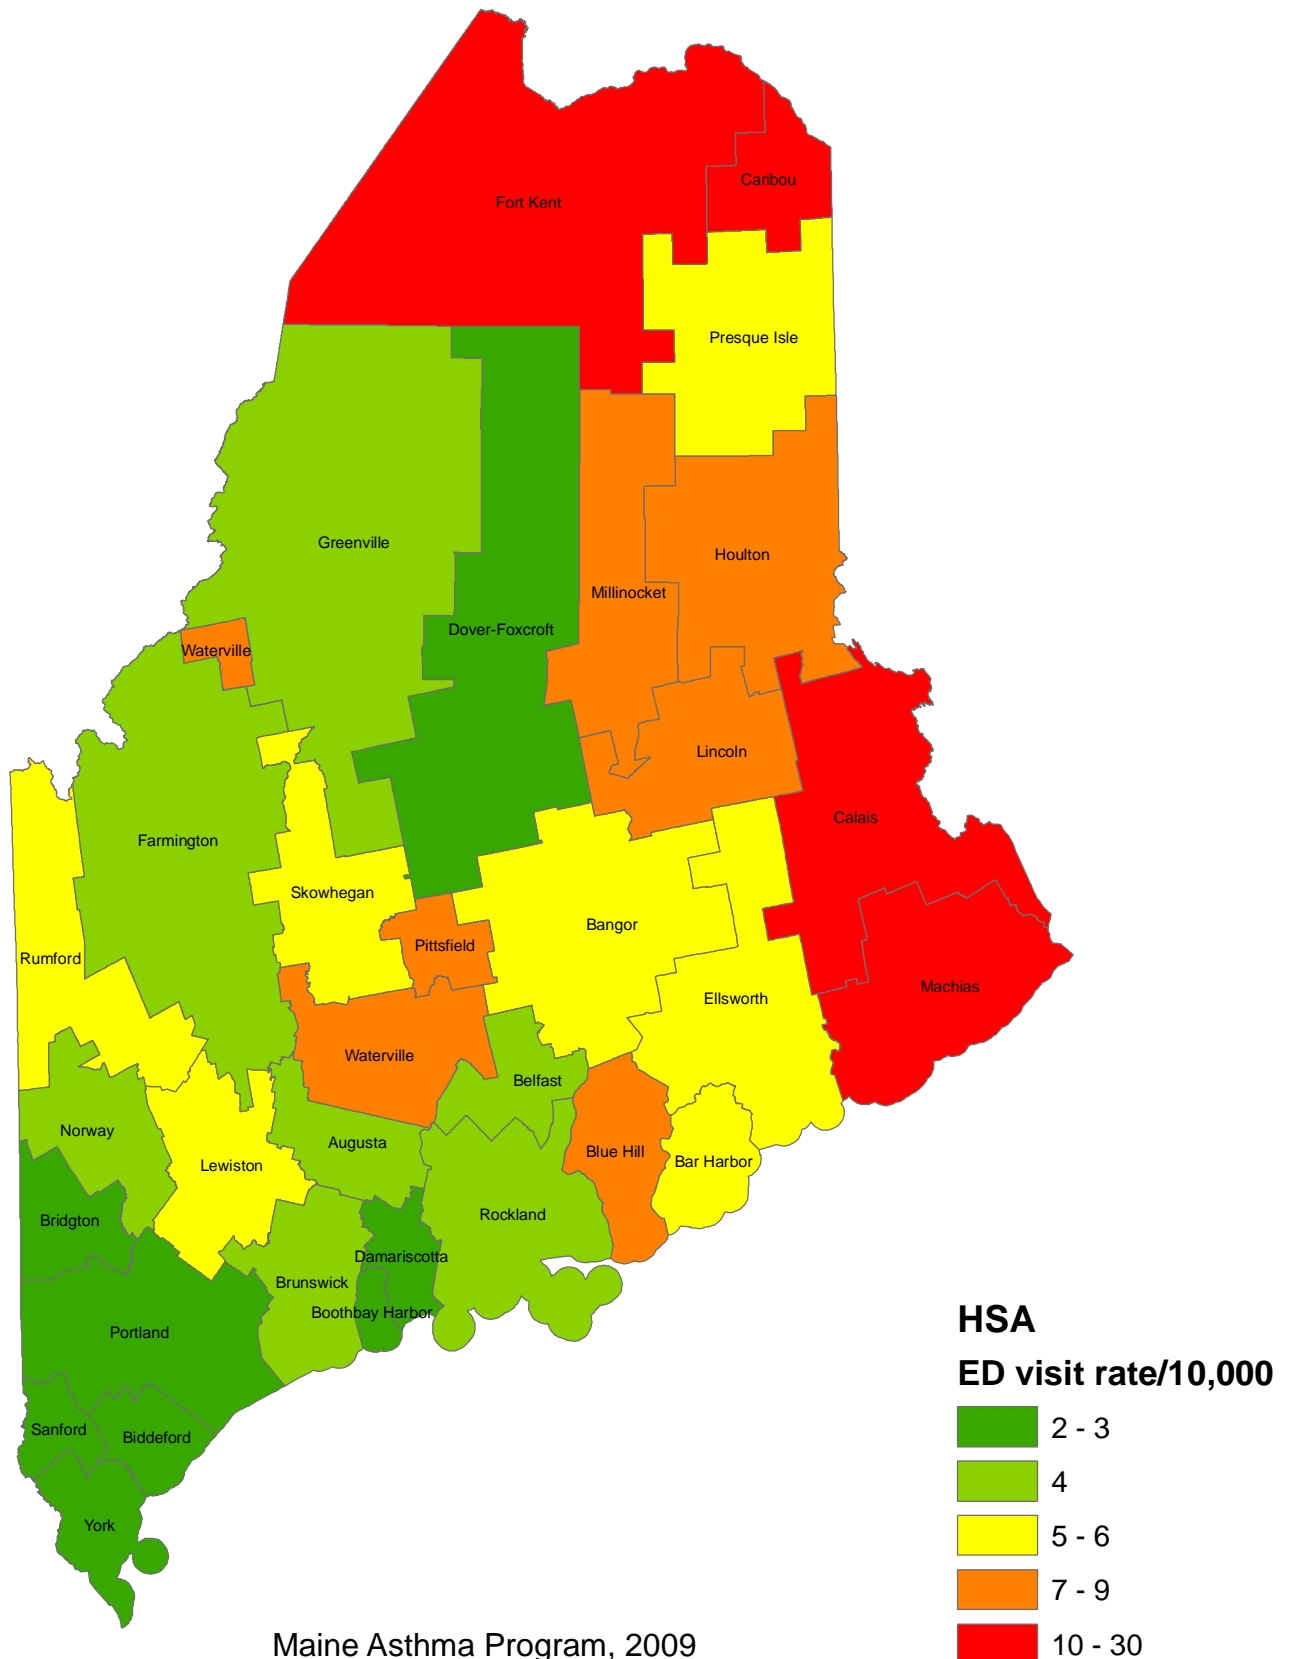 Caribou
Fort Kent
Presque Isle
Greenville
Houlton
Millinocket
Dover-Foxcroft
Waterville
Lincoln
Calais
Farmington
Skowhegan
Bangor
Pittsfield
Rumford
Machias
Ellsworth
Waterville
Belfast
Norway
Augusta
Blue Hill
Bar Harbor
Lewiston
Rockland
Bridgton
Damariscotta
Brunswick
Boothbay Harbor
Portland
Sanford
Biddeford
York
HSA
ED visit rate/10,000
2 - 3
4
5 - 6
7 - 9
10 - 30
Maine Asthma Program, 2009